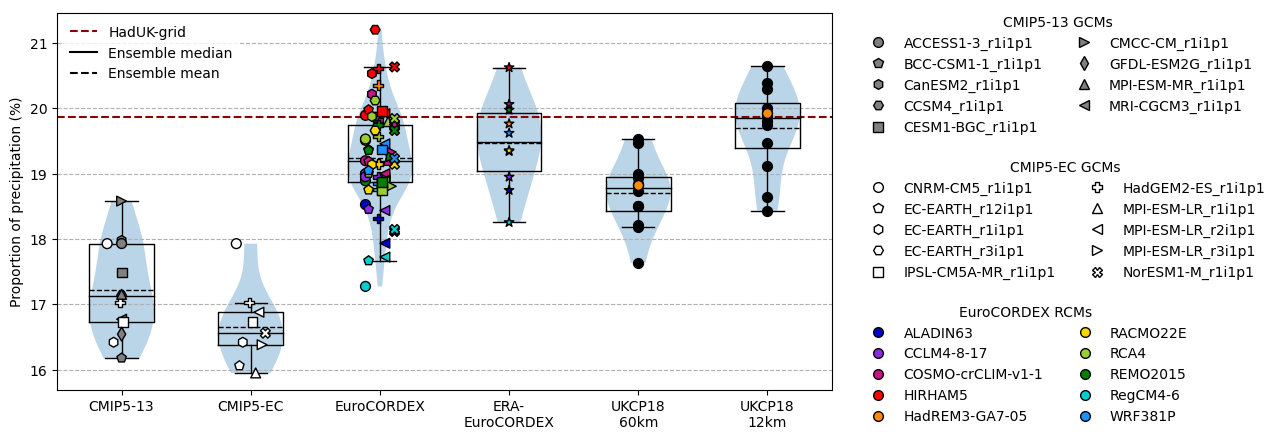 HadUK-grid
Ensemble median
Ensemble mean
Proportion of precipitation (%)
21
20
19
18
17
16
CMIP5-13
CMIP5-EC
EuroCORDEX
ERA-
EuroCORDEX
UKCP18
60km
UKCP18
12km
CMIP5-13 GCMs
ACCESS1-3_r1i1p1
BCC-CSM1-1_r1i1p1
CanESM2_r1i1p1
CCSM4_r1i1p1
CESM1-BGC_r1i1p1
CMCC-CM_r1i1p1
GFDL-ESM2G_r1i1p1
MPI-ESM-MR_r1i1p1
MRI-CGCM3_r1i1p1
CMIP5-EC GCMs
CNRM-CM5_r1i1p1
EC-EARTH_r12i1p1
EC-EARTH_r1i1p1
EC-EARTH_r3i1p1
IPSL-CM5A-MR_r1i1p1
HadGEM2-ES_r1i1p1
MPI-ESM-LR_r1i1p1
MPI-ESM-LR_r2i1p1
MPI-ESM-LR_r3i1p1
NorESM1-M_r1i1p1
EuroCORDEX RCMs
ALADIN63
CCLM4-8-17
COSMO-crCLIM-v1-1
HIRHAM5
HadREM3-GA7-05
RACMO22E
RCA4
REMO2015
RegCM4-6
WRF381P